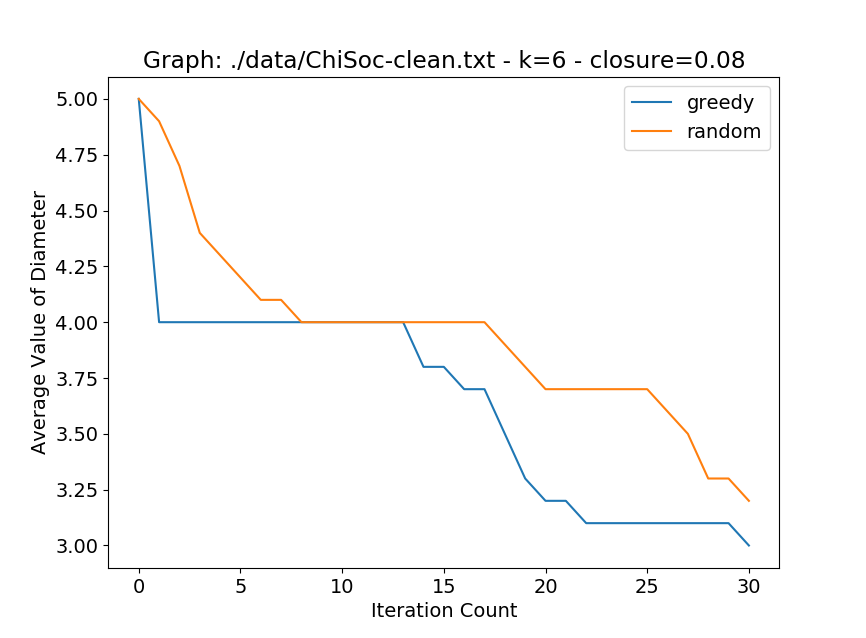 Graph: ./data/ChiSoc-clean.txt - k=6 - closure=0.08
greedy
random
Average Value of Diameter
5.00
4.75
4.50
4.25
4.00
3.75
3.50
3.25
3.00
0 5 10 15 20 25 30
Iteration Count